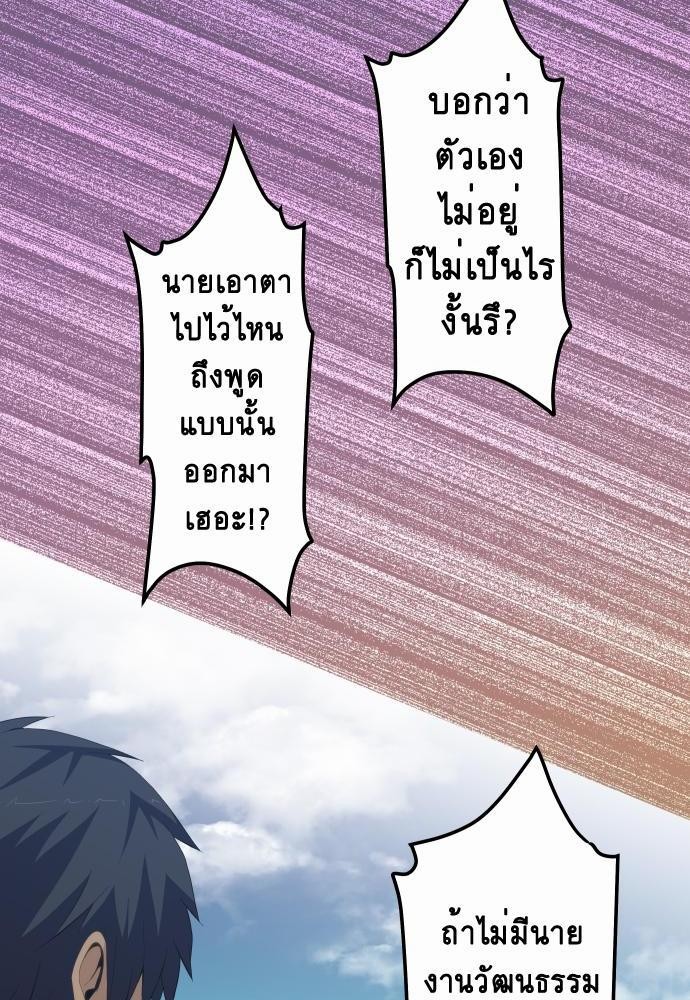 บอกว่า
ตัวเอง
ไม่อยู่
ก็ไม่เป็นไร
งั้นรึ?
นายเอาตา
ไปไว้ไหน
ถึงพูด
แบบนั้น
ออกมา
เฮอะ!?
ถ้าไม่มีนาย
งานวัฒนธรรม